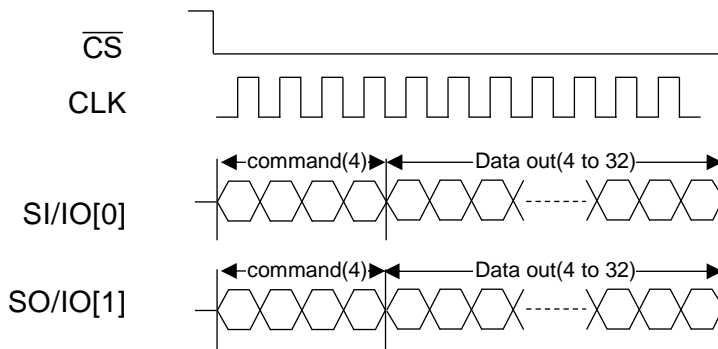 CS
CLK
command(4) Data out(4 to 32)
SI/IO[0]
command(4) Data out(4 to 32)
SO/IO[1]